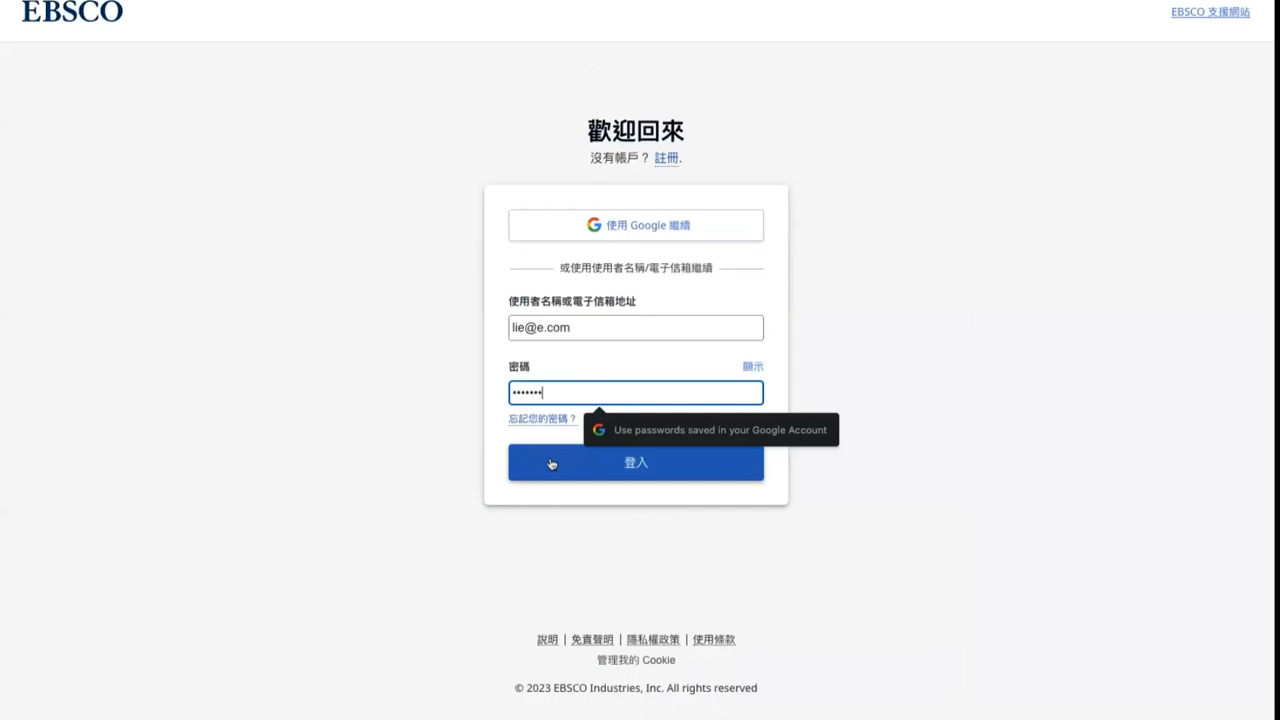 EBSCO
EBSCO 支援網站
歡迎回來
沒有帳戶？ 註冊.
使用 Google 繼續
或使用使用者名稱/電子信箱繼續
使用者名稱或電子信箱地址
lie@e.com
密碼 顯示
•••••••
忘記您的密碼？
Use passwords saved in your Google Account
登入
說明 | 免責聲明 | 隱私權政策 | 使用條款
管理我的 Cookie
© 2023 EBSCO Industries, Inc. All rights reserved